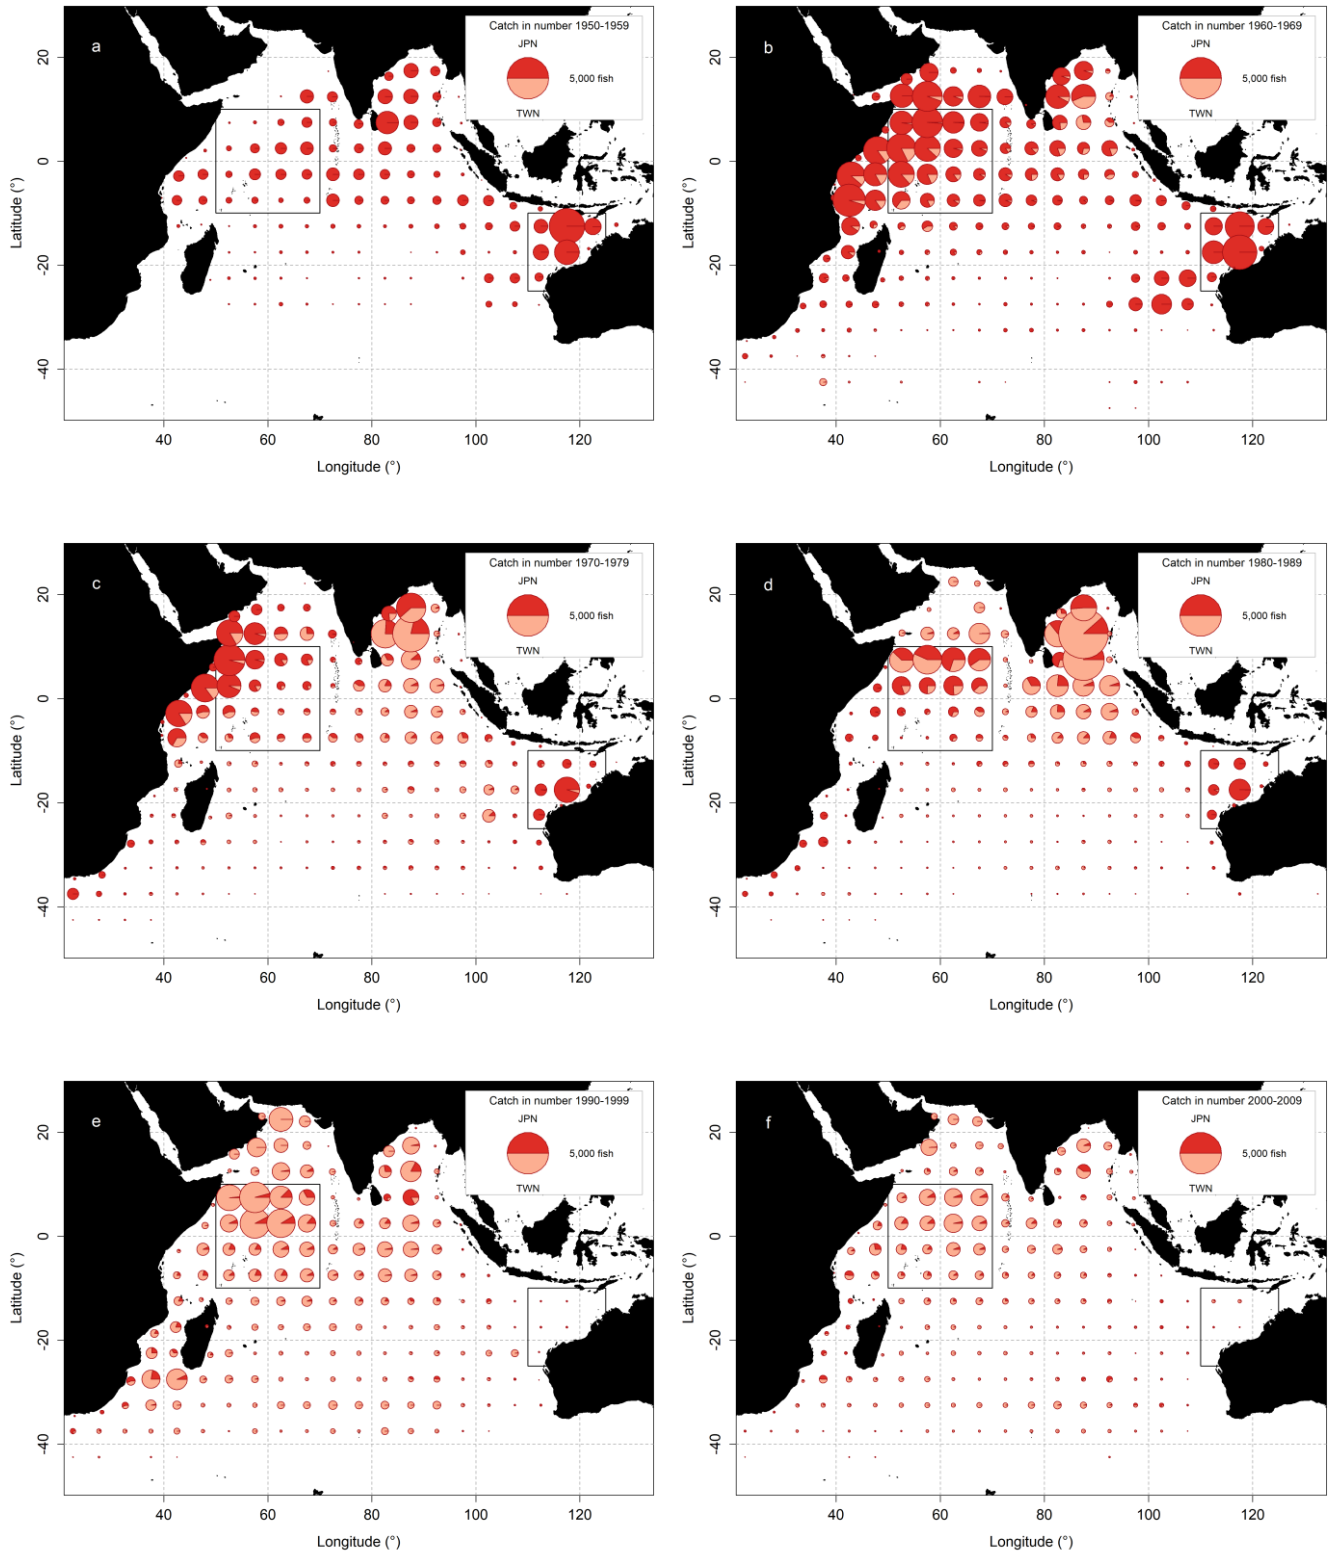 a
Catch in number 1950-1959
JPN
5,000 fish
TWN
20
0
-20
-40
Latitude (°)
40 60 80 100 120
Longitude (°)
b
Catch in number 1960-1969
JPN
5,000 fish
TWN
20
0
-20
-40
Latitude (°)
40 60 80 100 120
Longitude (°)
c
Catch in number 1970-1979
JPN
5,000 fish
TWN
20
0
-20
-40
Latitude (°)
40 60 80 100 120
Longitude (°)
d
Catch in number 1980-1989
JPN
5,000 fish
TWN
20
0
-20
-40
Latitude (°)
40 60 80 100 120
Longitude (°)
e
Catch in number 1990-1999
JPN
5,000 fish
TWN
20
0
-20
-40
Latitude (°)
40 60 80 100 120
Longitude (°)
f
Catch in number 2000-2009
JPN
5,000 fish
TWN
20
0
-20
-40
Latitude (°)
40 60 80 100 120
Longitude (°)